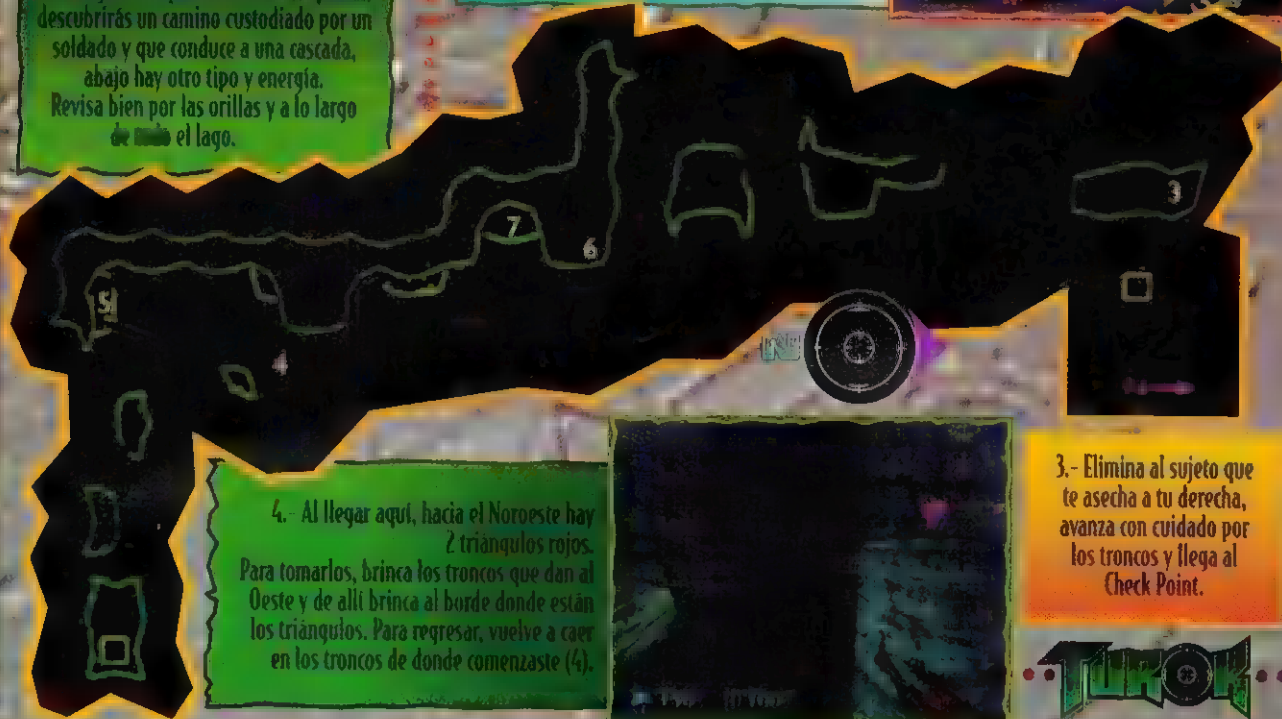 descubrirás un camino custodiado por un
soldado y que conduce a una cascada,
abajo hay otro tipo y energía.
Revisa bien por las orillas y a lo largo
de todo el lago.
3
7
6
5
4
4.- Al llegar aquí, hacia el Noroeste hay
2 triángulos rojos.
Para tomarlos, brinca los troncos que dan al
Oeste y de allí brinca al borde donde están
los triángulos. Para regresar, vuelve a caer
en los troncos de donde comenzaste (4).
3.- Elimina al sujeto que
te asecha a tu derecha,
avanza con cuidado por
los troncos y llega al
Check Point.
TUROK